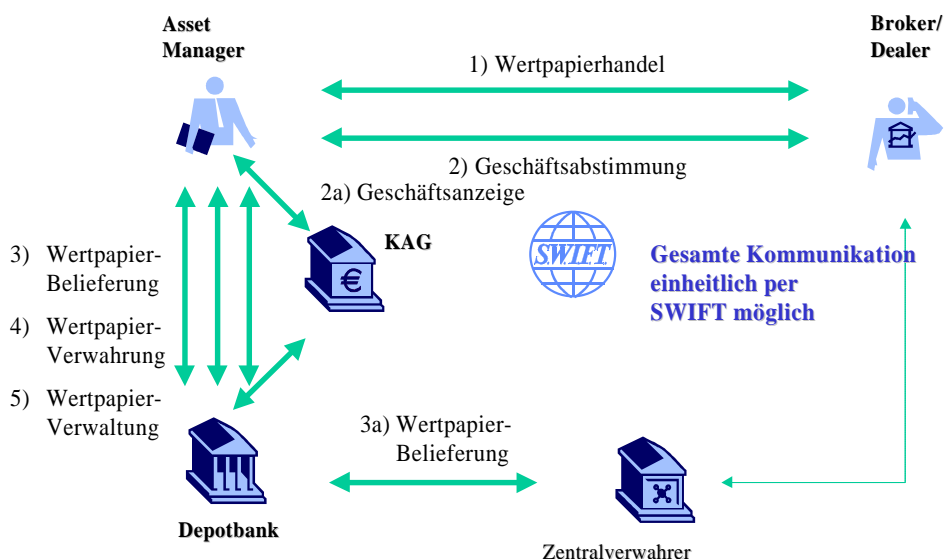 Asset
Manager
Broker/
Dealer
1) Wertpapierhandel
2) Geschäftsabstimmung
2a) Geschäftsanzeige
KAG
€
S.W.I.F.T.
Gesamte Kommunikation
einheitlich per
SWIFT möglich
3) Wertpapier-
Belieferung
4) Wertpapier-
Verwahrung
5) Wertpapier-
Verwaltung
3a) Wertpapier-
Belieferung
Depotbank
Zentralverwahrer